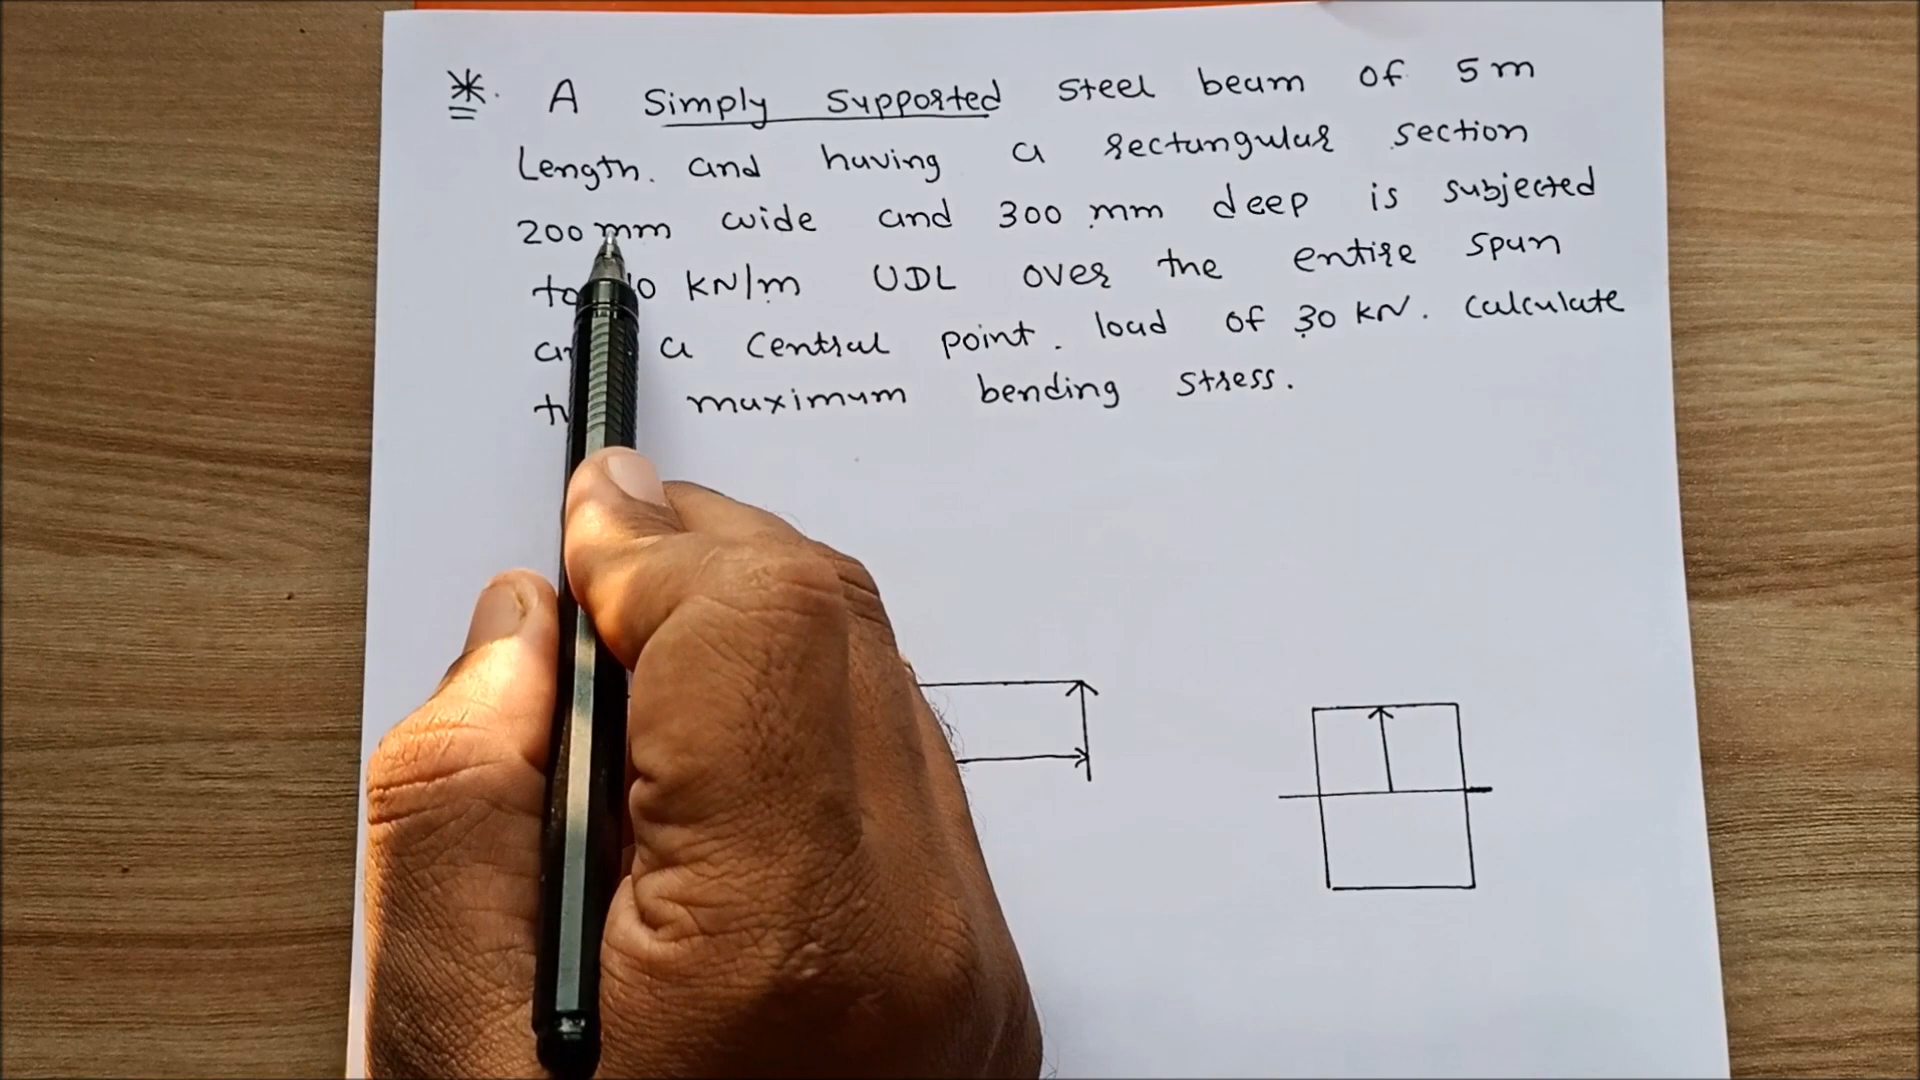 * A Simply Supported Steel beam of 5 m
Length. and having a rectangular section
200 mm wide and 300 mm deep is subjected
to kN/m UDL over the entire span
a central point. load of 30 kN. Calculate
maximum bending stress.